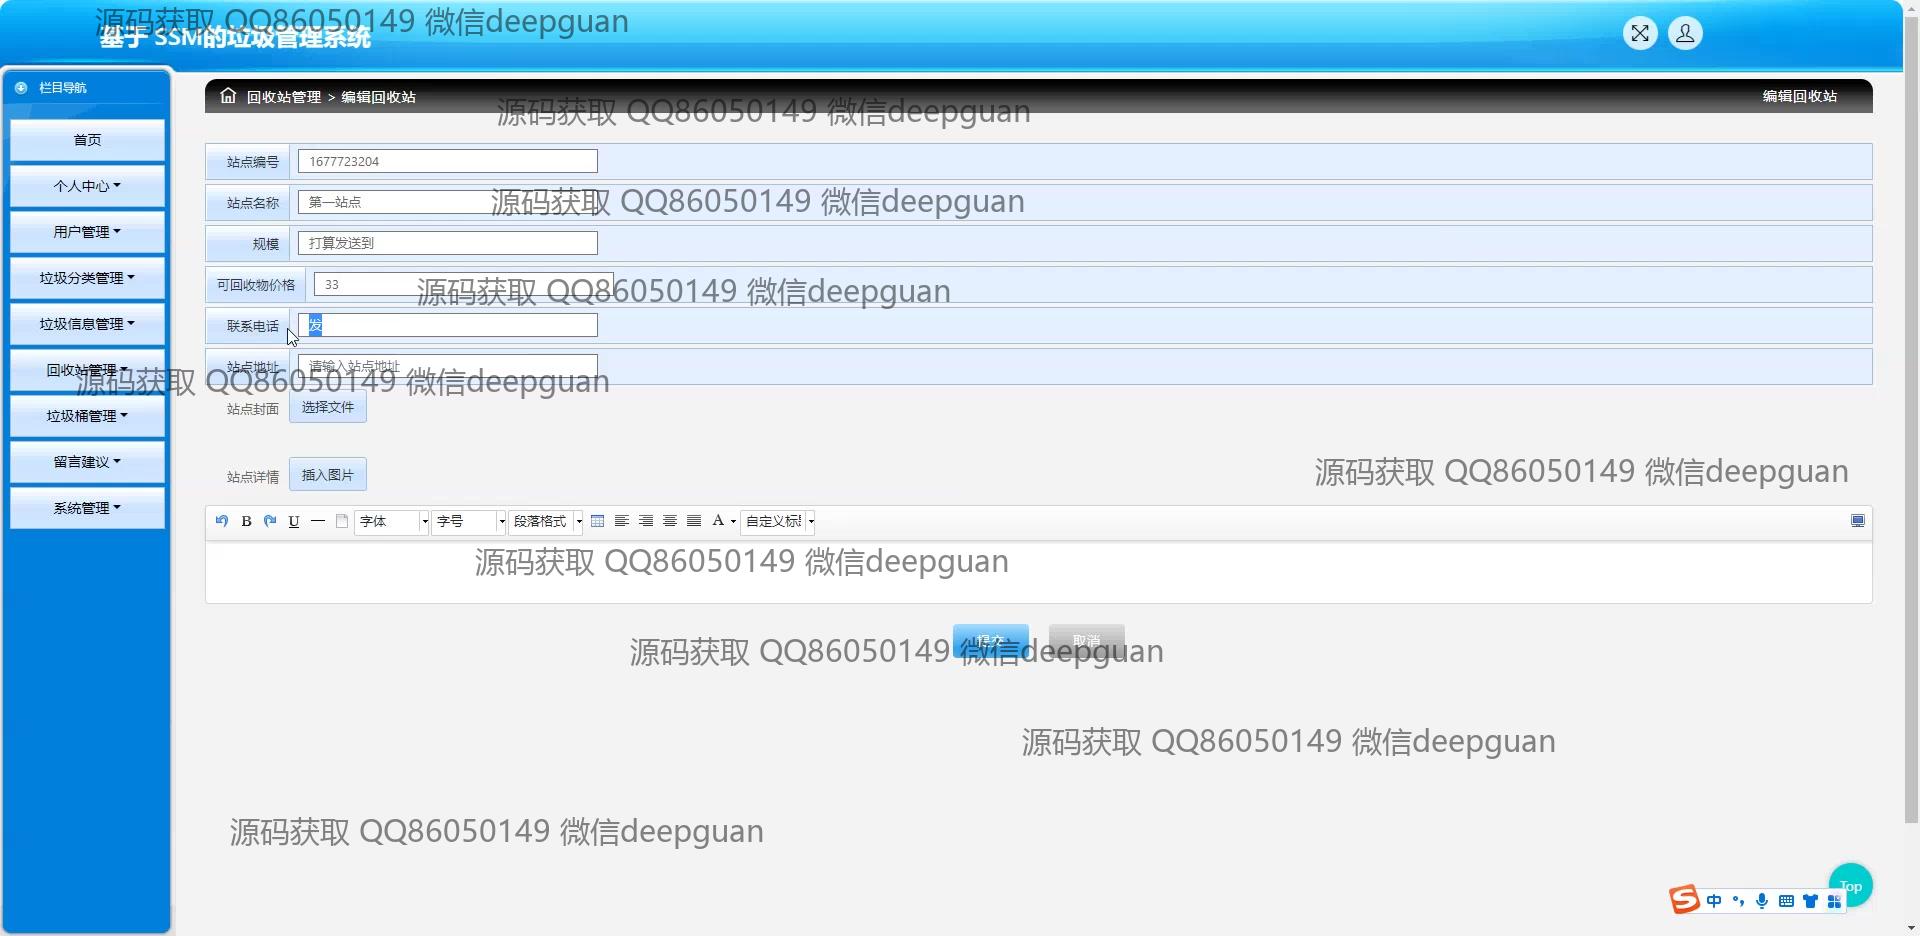 源码获取 QQ86050149 微信deepguan
基于 SSM的垃圾管理系统
栏目导航
首页
个人中心
用户管理
垃圾分类管理
垃圾信息管理
回收站管理
垃圾桶管理
留言建议
系统管理
回收站管理 > 编辑回收站
编辑回收站
源码获取 QQ86050149 微信deepguan
站点编号 1677723204
站点名称 第一站点
源码获取 QQ86050149 微信deepguan
规模 打算发送到
可回收物价格 33
源码获取 QQ86050149 微信deepguan
联系电话 发
站点地址 请输入站点地址
源码获取 QQ86050149 微信deepguan
站点封面 选择文件
源码获取 QQ86050149 微信deepguan
站点详情 插入图片
B U 字体 字号 段落格式 A 自定义标
源码获取 QQ86050149 微信deepguan
提交 取消
源码获取 QQ86050149 微信deepguan
源码获取 QQ86050149 微信deepguan
源码获取 QQ86050149 微信deepguan
Top
S 中